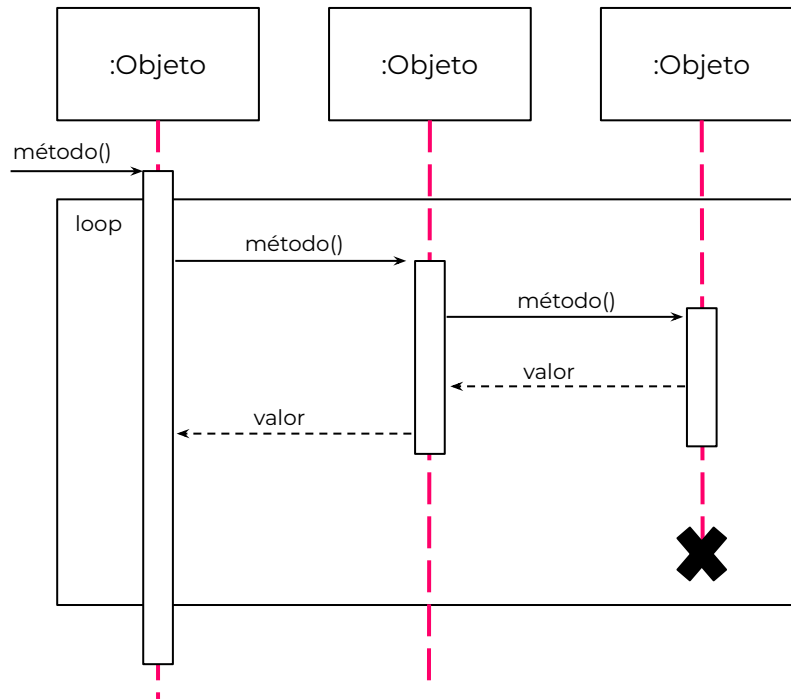 :Objeto
:Objeto
:Objeto
método()
loop
método()
método()
valor
valor